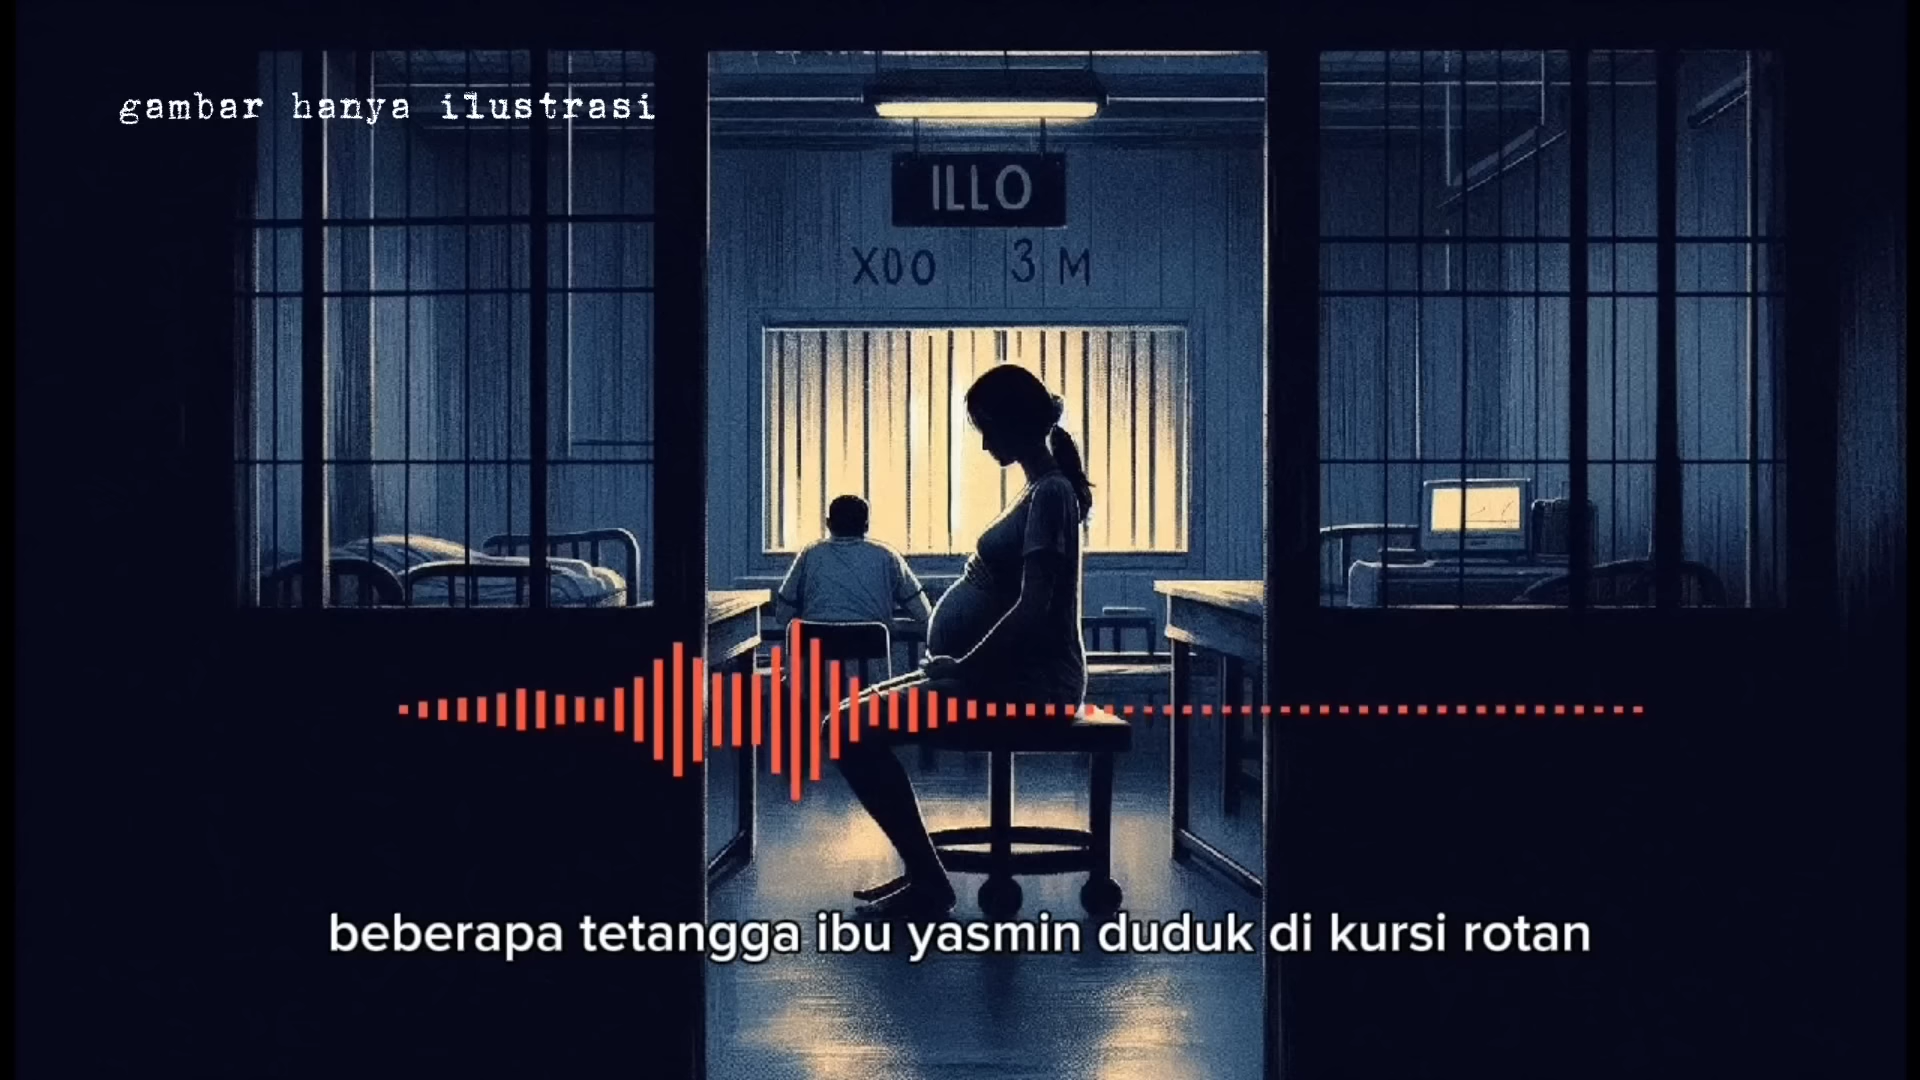 gambar hanya ilustrasi
ILLO
X00 3 M
beberapa tetangga ibu yasmin duduk di kursi rotan